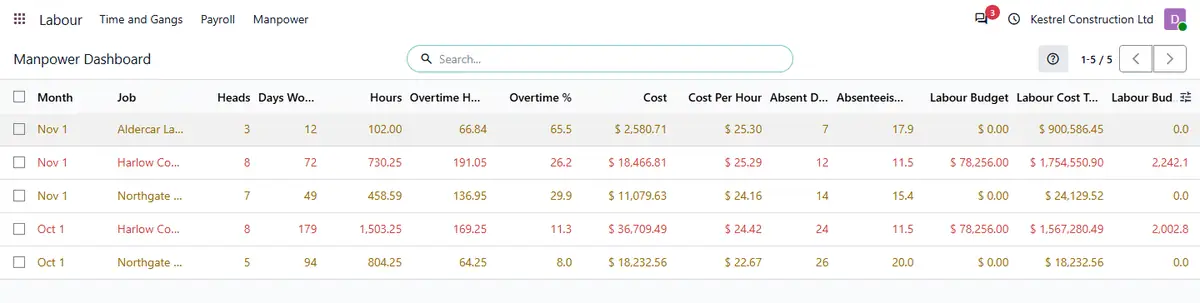 Labour Time and Gangs Payroll Manpower 3 Kestrel Construction Ltd D
Manpower Dashboard Search... 1-5 / 5
Month Job Heads Days Wo... Hours Overtime H... Overtime % Cost Cost Per Hour Absent D... Absenteeis... Labour Budget Labour Cost T... Labour Bud
Nov 1 Aldercar La... 3 12 102.00 66.84 65.5 $ 2,580.71 $ 25.30 7 17.9 $ 0.00 $ 900,586.45 0.0
Nov 1 Harlow Co... 8 72 730.25 191.05 26.2 $ 18,466.81 $ 25.29 12 11.5 $ 78,256.00 $ 1,754,550.90 2,242.1
Nov 1 Northgate ... 7 49 458.59 136.95 29.9 $ 11,079.63 $ 24.16 14 15.4 $ 0.00 $ 24,129.52 0.0
Oct 1 Harlow Co... 8 179 1,503.25 169.25 11.3 $ 36,709.49 $ 24.42 24 11.5 $ 78,256.00 $ 1,567,280.49 2,002.8
Oct 1 Northgate ... 5 94 804.25 64.25 8.0 $ 18,232.56 $ 22.67 26 20.0 $ 0.00 $ 18,232.56 0.0